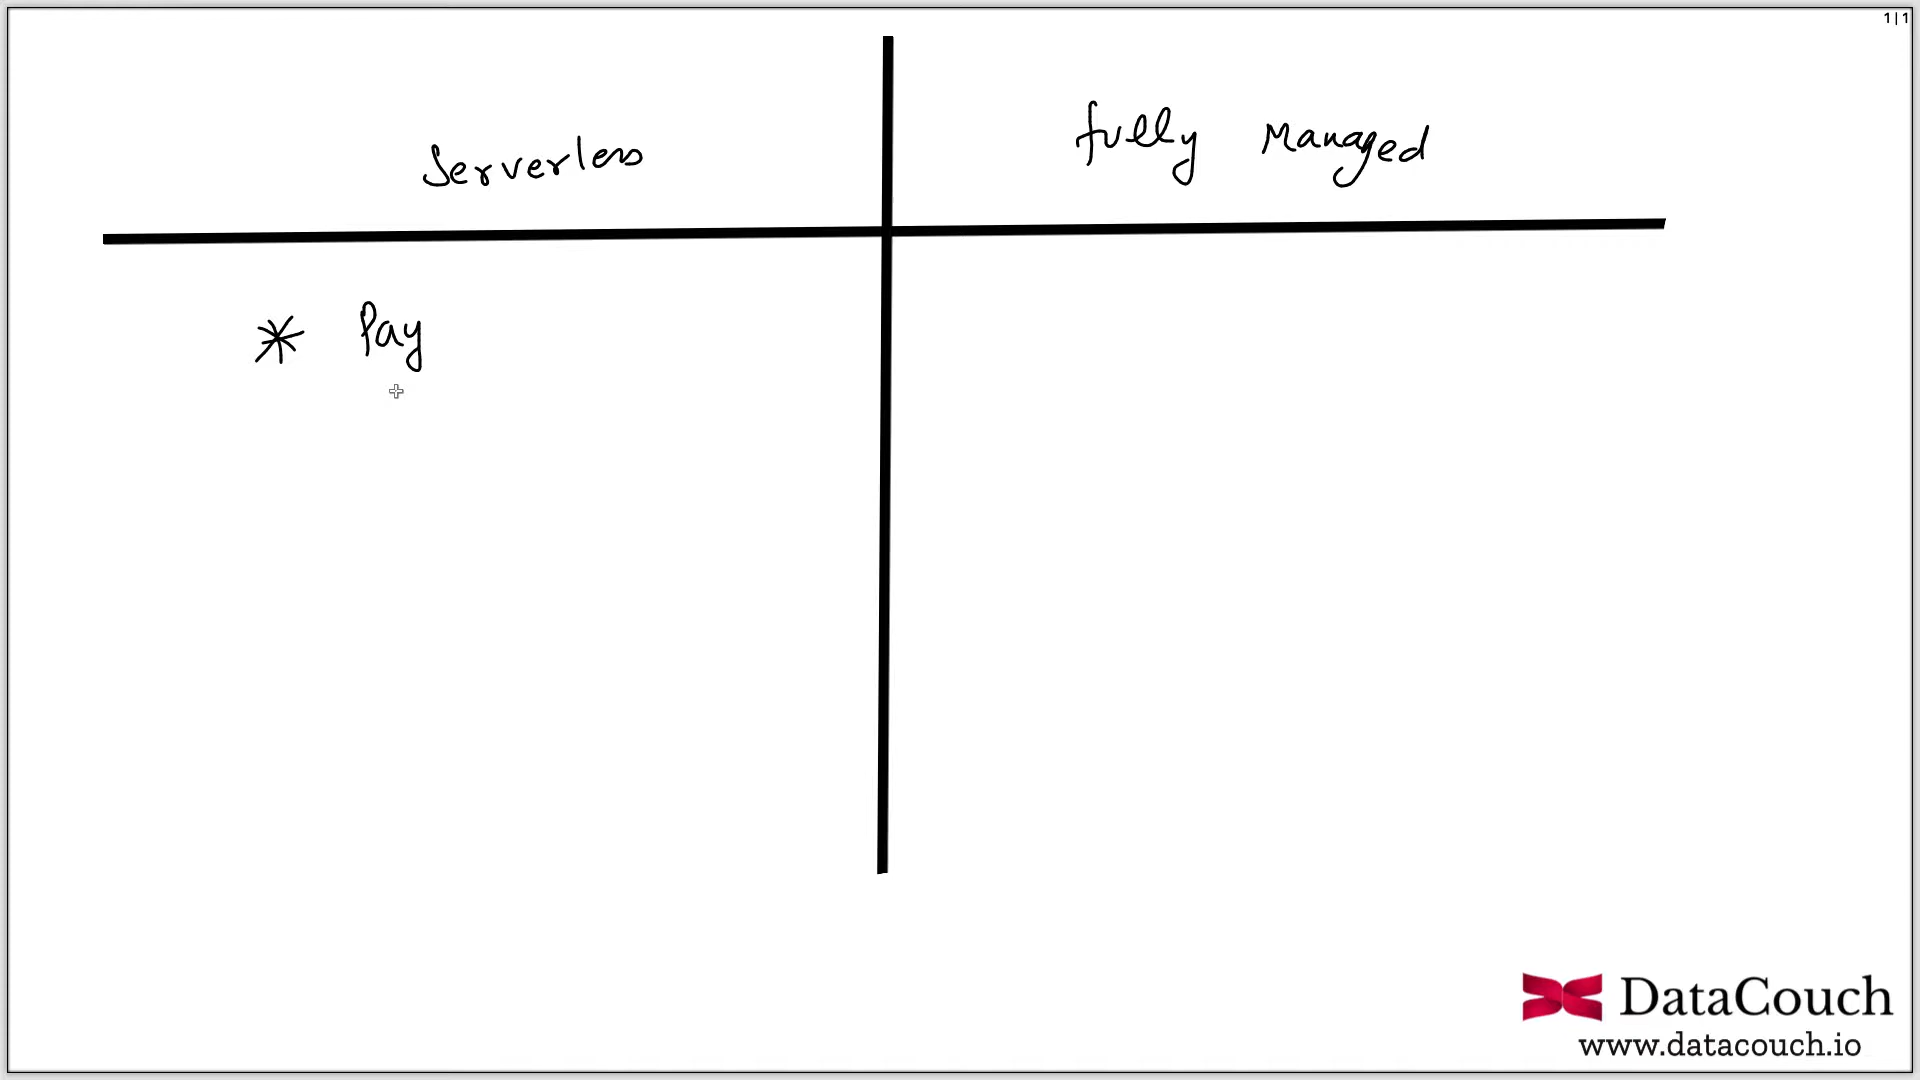 1|1
Serverless
fully Managed
* Pay
DataCouch
www.datacouch.io